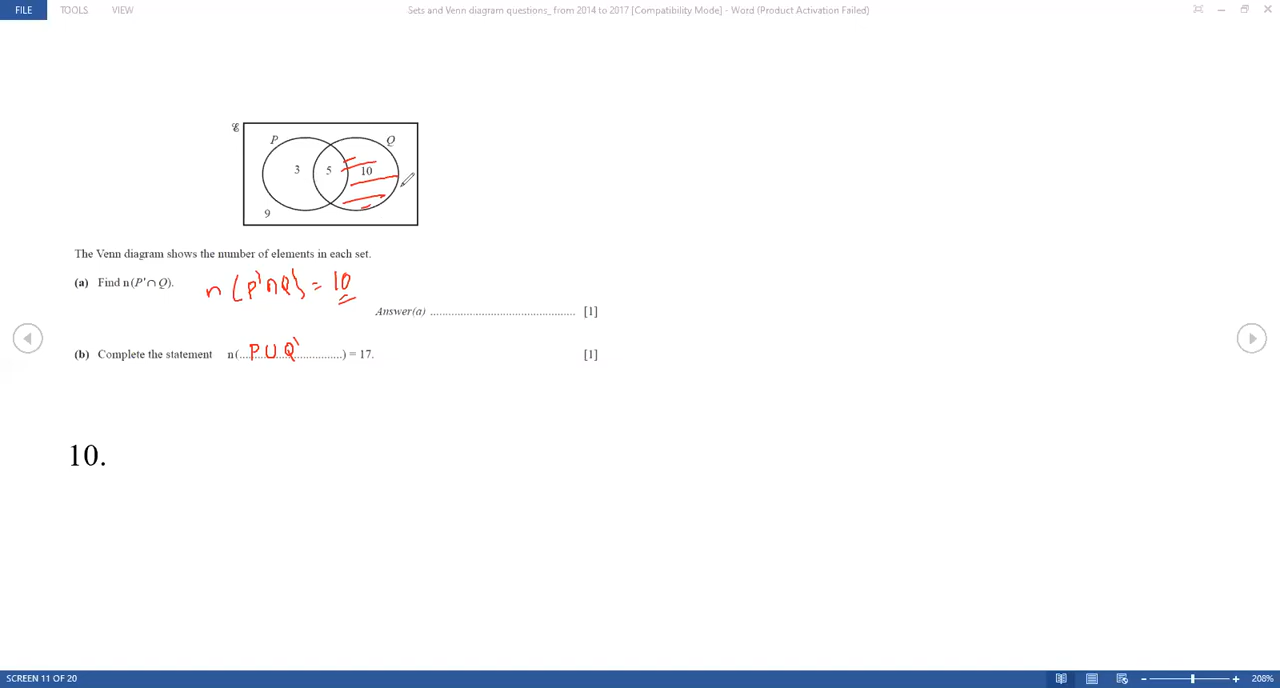 FILE TOOLS VIEW Sets and Venn diagram questions_ from 2014 to 2017 [Compatibility Mode] - Word (Product Activation Failed)
ℰ
P Q
3 5 10
9
The Venn diagram shows the number of elements in each set.
(a) Find n(P'∩ Q). n (P'∩Q') = 10
Answer(a) ................................................ [1]
(b) Complete the statement n(... P ∪ Q' ...............) = 17. [1]
10.
SCREEN 11 OF 20 208%